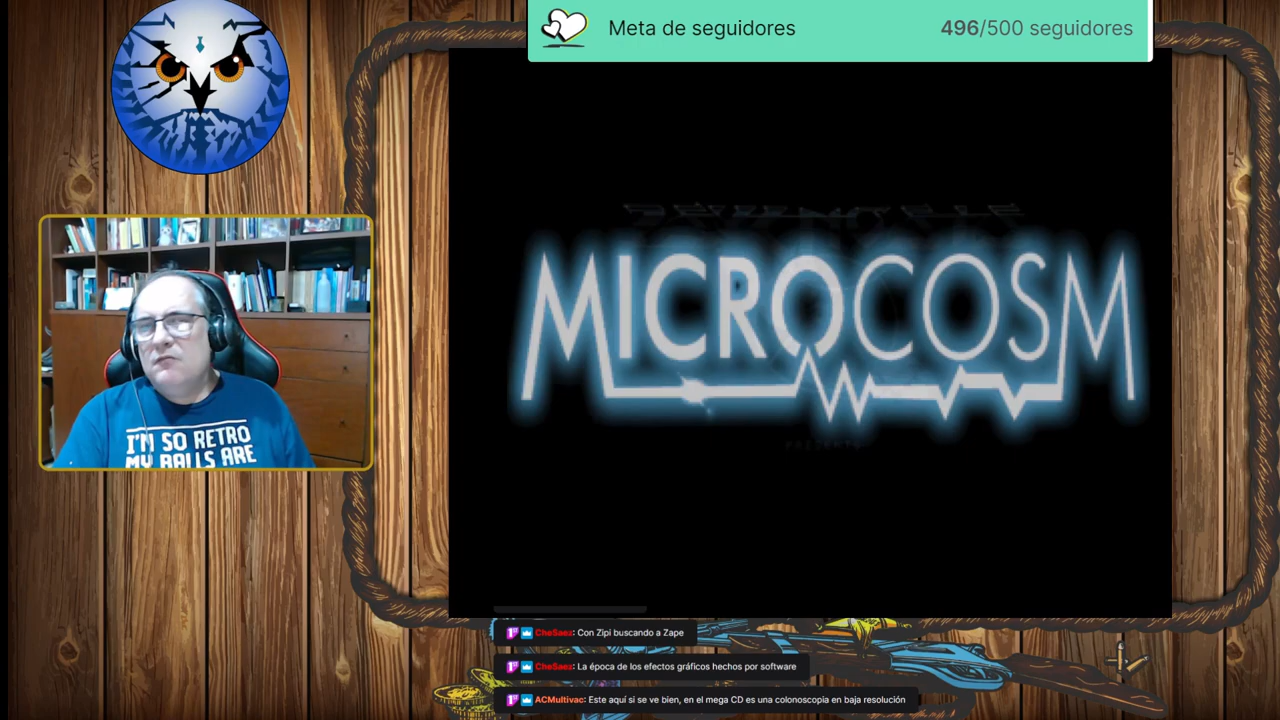 Meta de seguidores
496/500 seguidores
MICROCOSM
I'M SO RETRO
MY BALLS ARE
CheSaez: Con Zipi buscando a Zape
CheSaez: La época de los efectos gráficos hechos por software
ACMultivac: Este aquí si se ve bien, en el mega CD es una colonoscopia en baja resolución